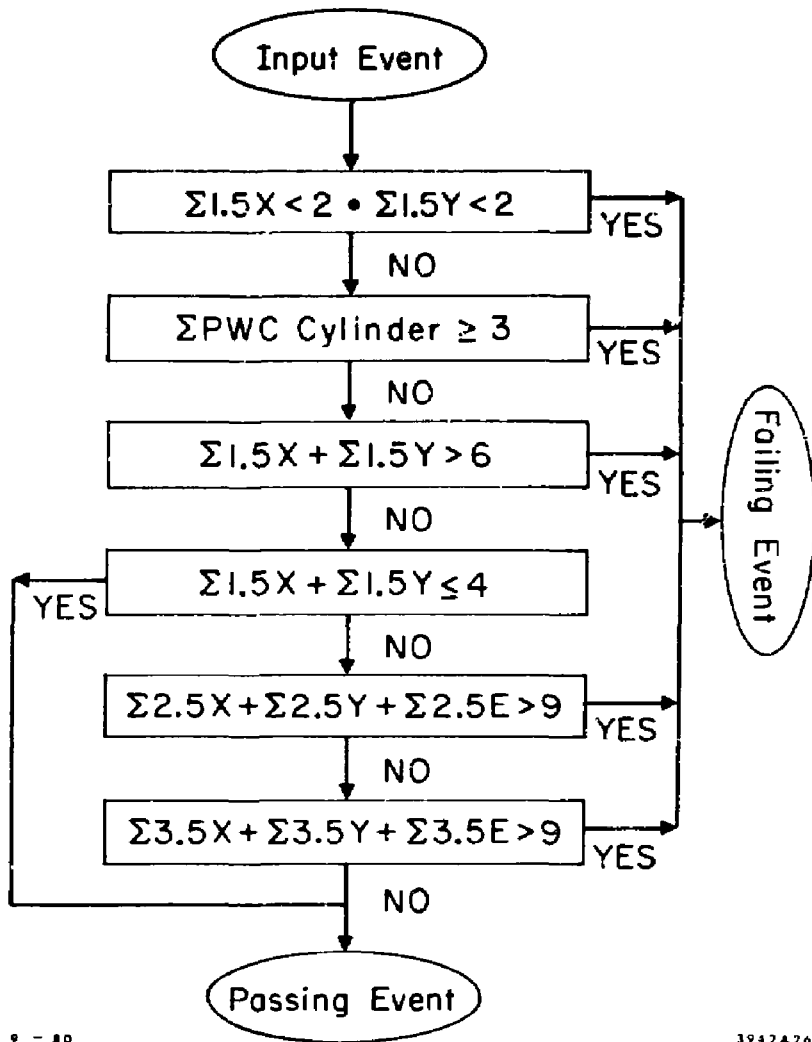 Input Event
Σ1.5X < 2 • Σ1.5Y < 2
YES
NO
ΣPWC Cylinder ≥ 3
YES
NO
Σ1.5X + Σ1.5Y > 6
YES
NO
Σ1.5X + Σ1.5Y ≤ 4
YES
NO
Σ2.5X + Σ2.5Y + Σ2.5E > 9
YES
NO
Σ3.5X + Σ3.5Y + Σ3.5E > 9
YES
NO
Failing Event
Passing Event
9 - 80